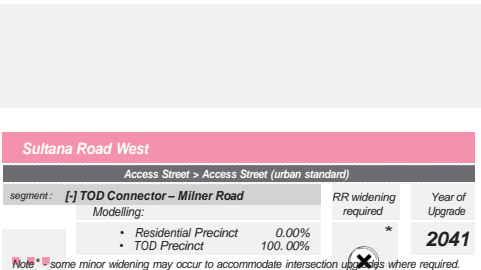 Sultana Road West
Access Street > Access Street (urban standard)
segment : [-] TOD Connector – Milner Road
RR widening required
Year of Upgrade
Modelling:
• Residential Precinct 0.00%
• TOD Precinct 100. 00%
*
2041
Note * - some minor widening may occur to accommodate intersection upgrades where required.